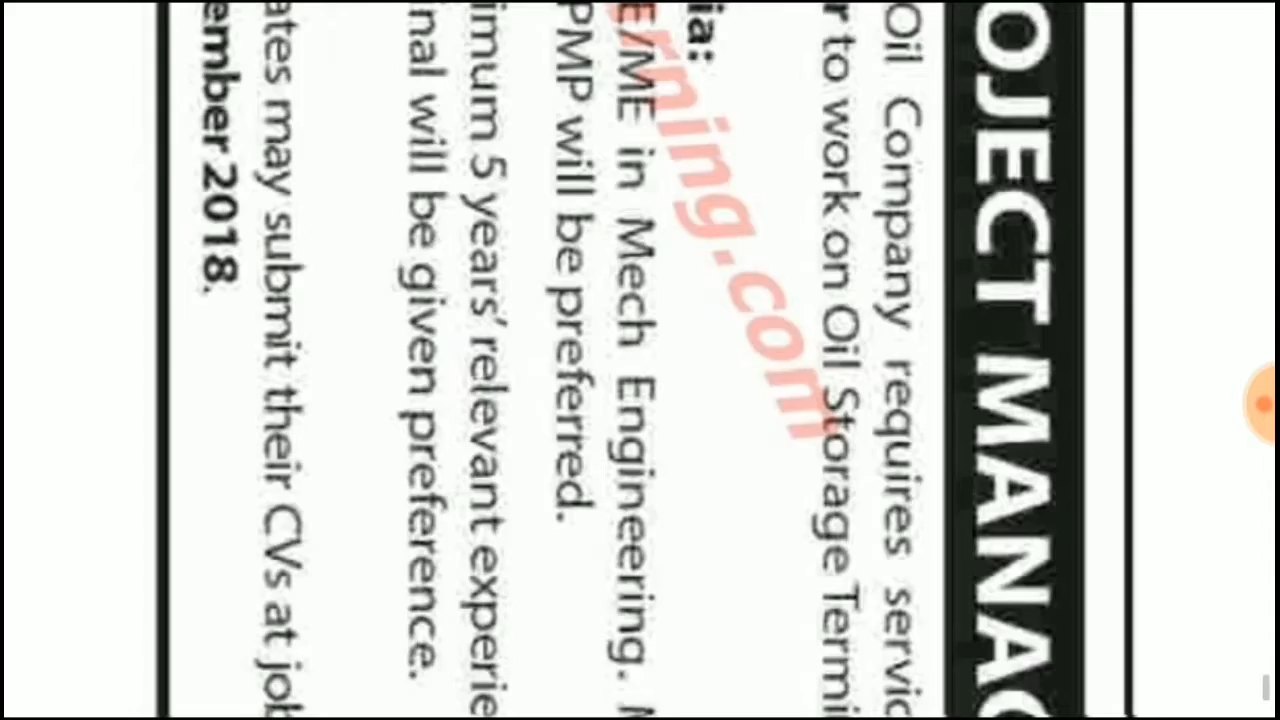 OJECT MANAG
Oil Company requires servic
r to work on Oil Storage Termi
ia:
E/ME in Mech Engineering. M
PMP will be preferred.
imum 5 years' relevant experie
nal will be given preference.
ates may submit their CVs at job
ember 2018.
rning.com